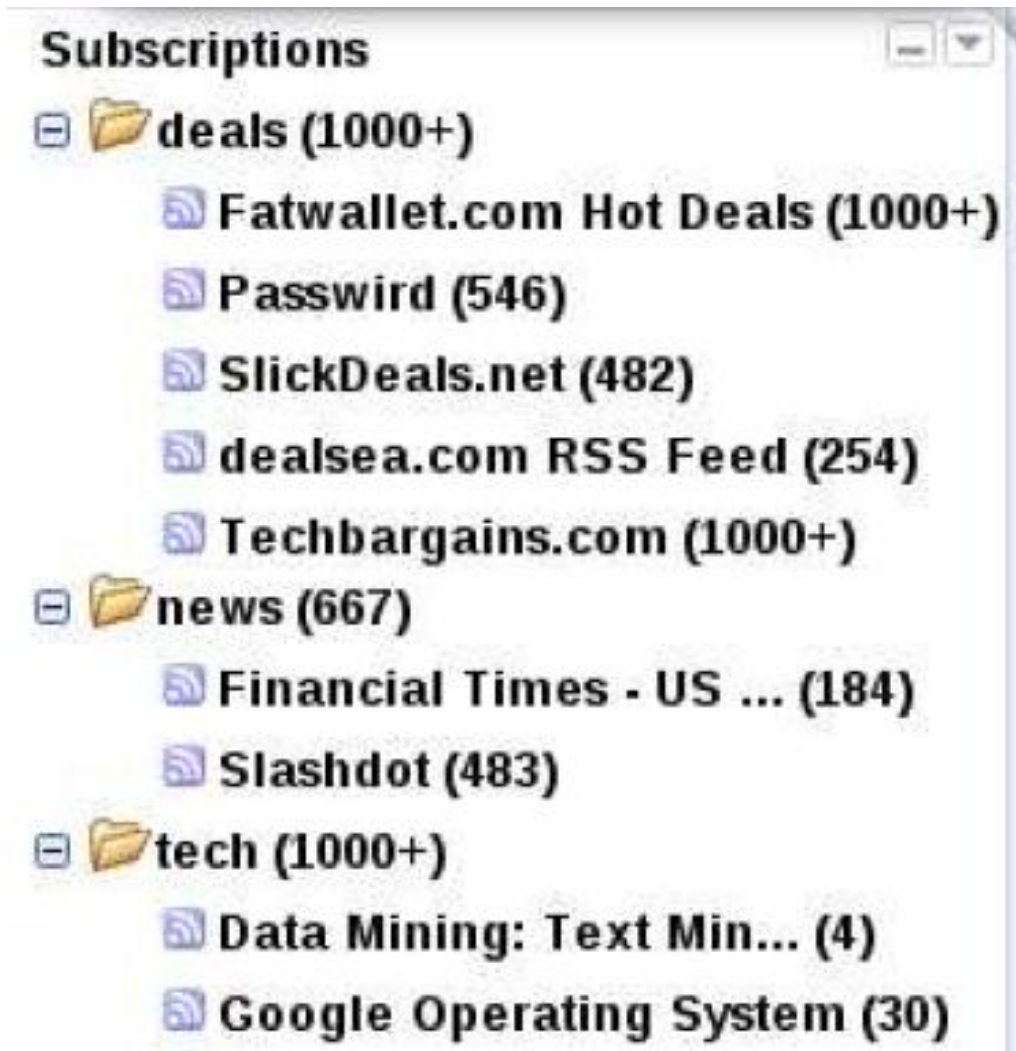 Subscriptions
deals (1000+)
Fatwallet.com Hot Deals (1000+)
Passwird (546)
SlickDeals.net (482)
dealsea.com RSS Feed (254)
Techbargains.com (1000+)
news (667)
Financial Times - US ... (184)
Slashdot (483)
tech (1000+)
Data Mining: Text Min... (4)
Google Operating System (30)